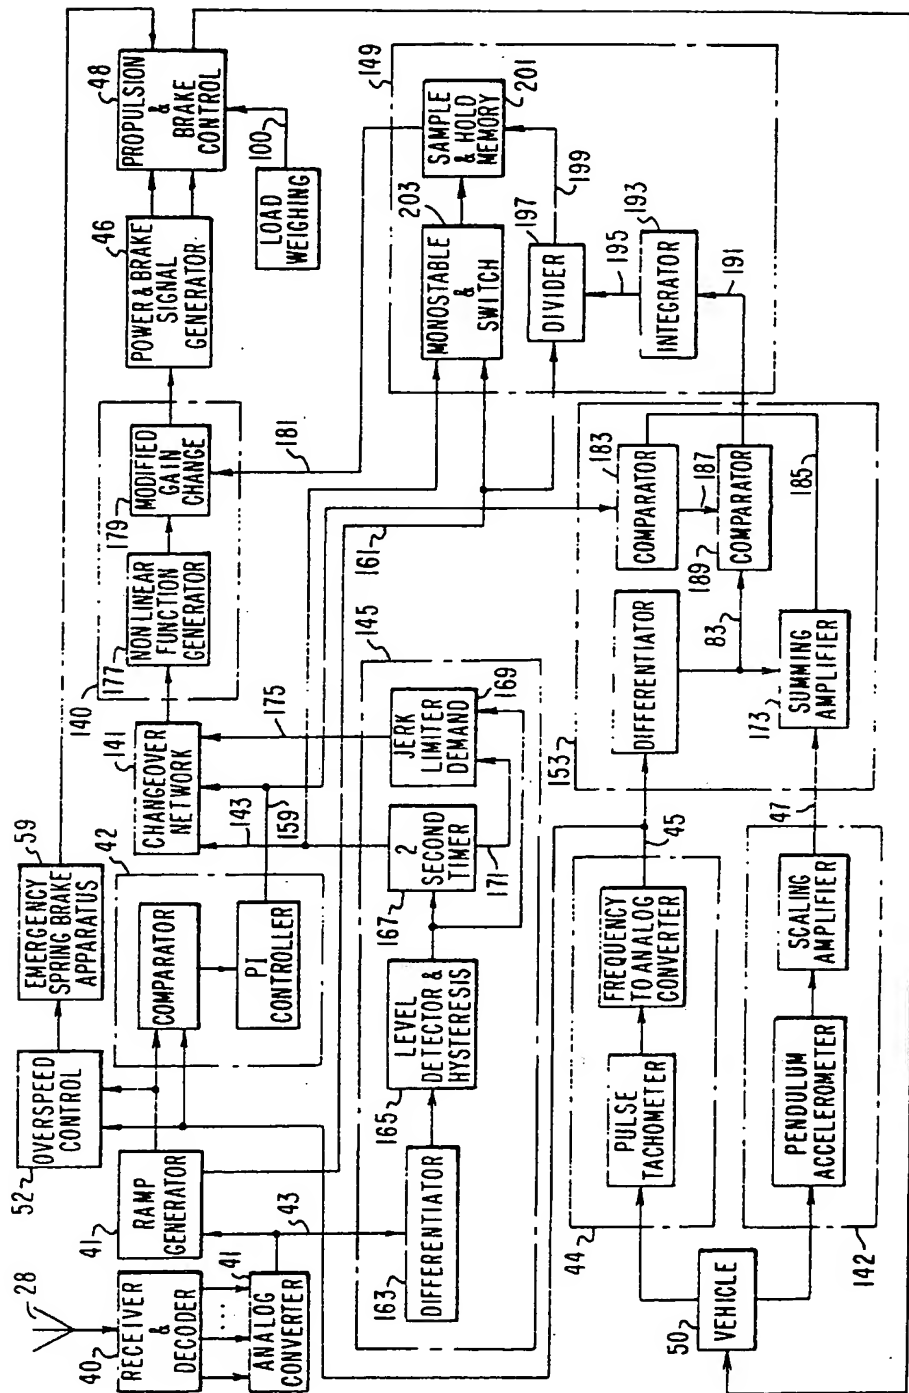 28
40
RECEIVER
&
DECODER
41
ANALOG
CONVERTER
43
41
RAMP
GENERATOR
52
OVERSPEED
CONTROL
59
EMERGENCY
SPRING BRAKE
APPARATUS
42
COMPARATOR
PI
CONTROLLER
141
CHANGEOVER
NETWORK
143
159
175
140
177
NON LINEAR
FUNCTION
GENERATOR
179
MODIFIED
GAIN
CHANGE
46
POWER & BRAKE
SIGNAL
GENERATOR
48
PROPULSION
&
BRAKE
CONTROL
100
LOAD
WEIGHING
181
161
145
163
DIFFERENTIATOR
165
LEVEL
DETECTOR &
HYSTERESIS
167
2
SECOND
TIMER
171
169
JERK
LIMITER
DEMAND
149
203
MONOSTABLE
&
SWITCH
201
SAMPLE
& HOLD
MEMORY
199
197
DIVIDER
195
193
INTEGRATOR
191
50
VEHICLE
44
PULSE
TACHOMETER
FREQUENCY
TO ANALOG
CONVERTER
45
142
PENDULUM
ACCELEROMETER
SCALING
AMPLIFIER
47
153
DIFFERENTIATOR
83
173
SUMMING
AMPLIFIER
183
COMPARATOR
187
189
COMPARATOR
185